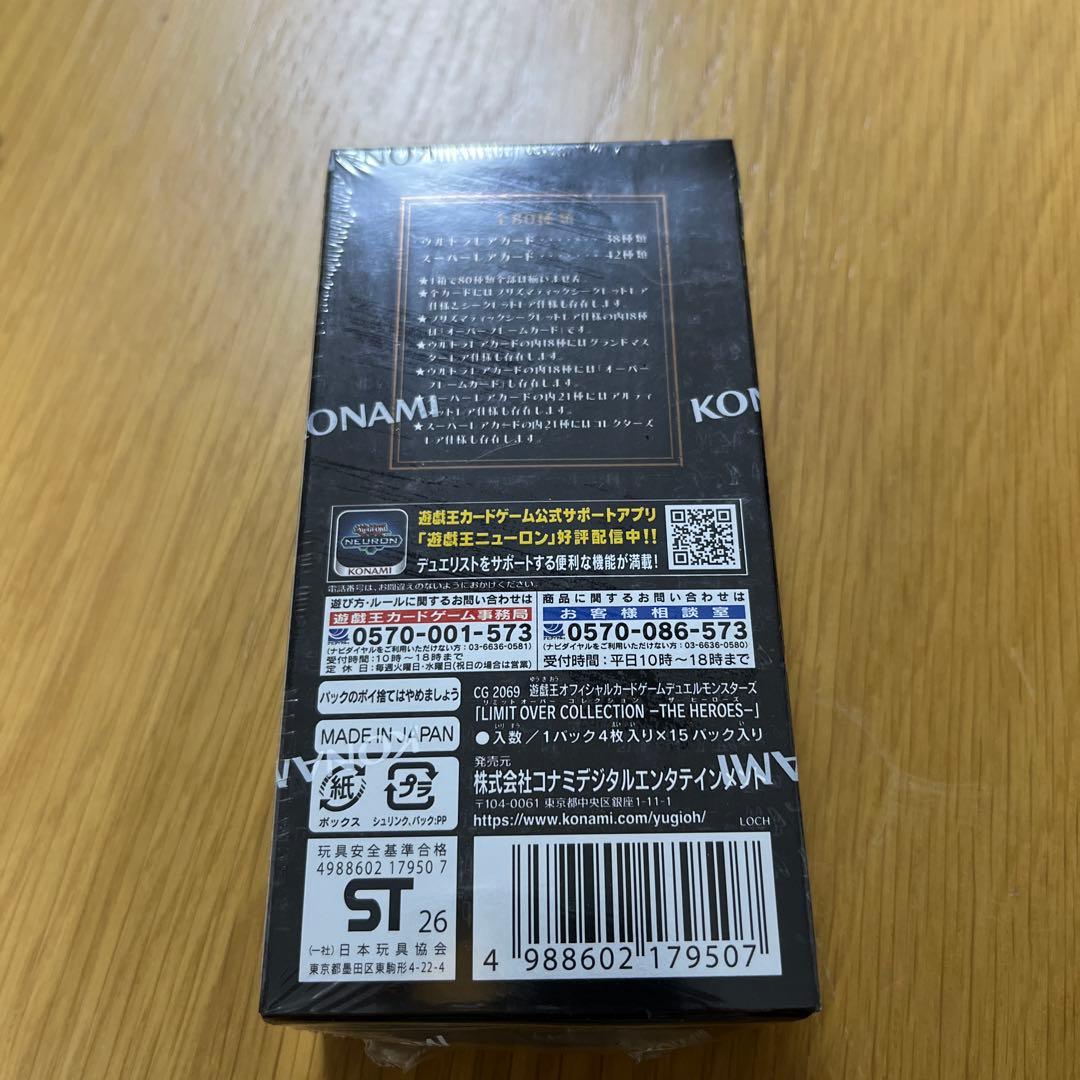 全80種類
ウルトラレアカード・・・・・・・38種類
スーパーレアカード・・・・・・・42種類
★1箱で80種類全部は揃いません。
★全カードにはプリズマティックシークレットレア
仕様とシークレットレア仕様も存在します。
★プリズマティックシークレットレア仕様の内18種
は「オーバーフレームカード」です。
★ウルトラレアカードの内18種にはグランドマス
ターレア仕様も存在します。
★ウルトラレアカードの内18種には「オーバー
フレームカード」も存在します。
スーパーレアカードの内21種にはアルティ
ットレア仕様も存在します。
★スーパーレアカードの内21種にはコレクターズ
レア仕様も存在します。
KONAMI
KON
Yu-Gi-Oh!
NEURON
KONAMI
遊戯王カードゲーム公式サポートアプリ
「遊戯王ニューロン」好評配信中!!
デュエリストをサポートする便利な機能が満載!
電話番号は、お間違えのないようにおかけください。
遊び方・ルールに関するお問い合わせは
遊戯王カードゲーム事務局
0570-001-573
(ナビダイヤルをご利用いただけない方:03-6636-0581)
受付時間:10時〜18時まで
定休日:毎週火曜日・水曜日(祝日の場合は営業)
商品に関するお問い合わせは
お客様相談室
0570-086-573
(ナビダイヤルをご利用いただけない方:03-6636-0580)
受付時間:平日10時〜18時まで
パックのポイ捨てはやめましょう
MADE IN JAPAN
紙
ボックス
プラ
シュリンク、パック:PP
CG 2069 遊戯王オフィシャルカードゲームデュエルモンスターズ
「LIMIT OVER COLLECTION -THE HEROES-」
●入数/1パック4枚入り×15パック入り
発売元
株式会社コナミデジタルエンタテインメント
〒104-0061 東京都中央区銀座1-11-1
https://www.konami.com/yugioh/
LOCH
玩具安全基準合格
4988602 17950 7
ST 26
(一社)日本玩具協会
東京都墨田区東駒形4-22-4
4 988602 179507